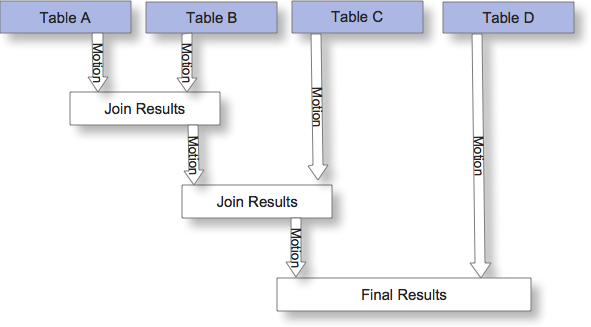 Table A
Table B
Table C
Table D
Motion
Motion
Motion
Motion
Join Results
Motion
Join Results
Motion
Final Results